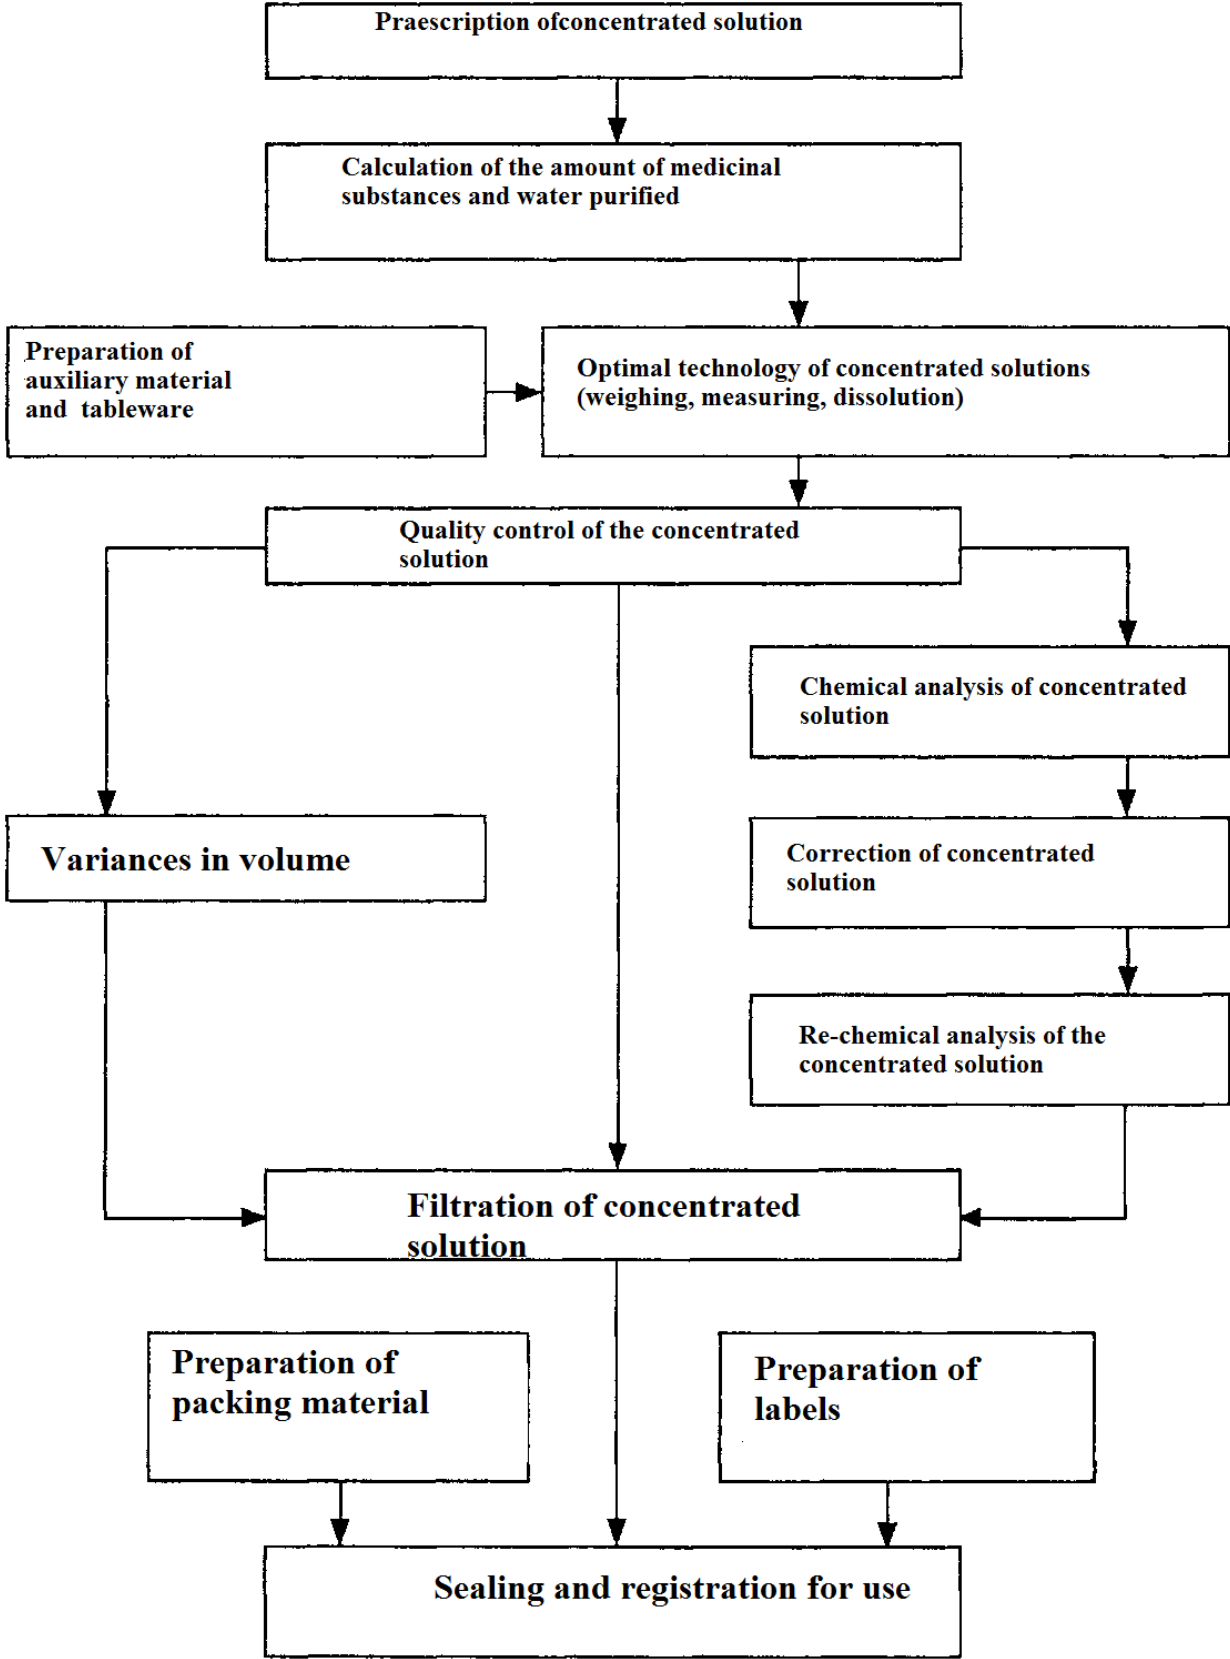 Praescription ofconcentrated solution
Calculation of the amount of medicinal
substances and water purified
Preparation of
auxiliary material
and tableware
Optimal technology of concentrated solutions
(weighing, measuring, dissolution)
Quality control of the concentrated
solution
Chemical analysis of concentrated
solution
Variances in volume
Correction of concentrated
solution
Re-chemical analysis of the
concentrated solution
Filtration of concentrated
solution
Preparation of
packing material
Preparation of
labels
Sealing and registration for use